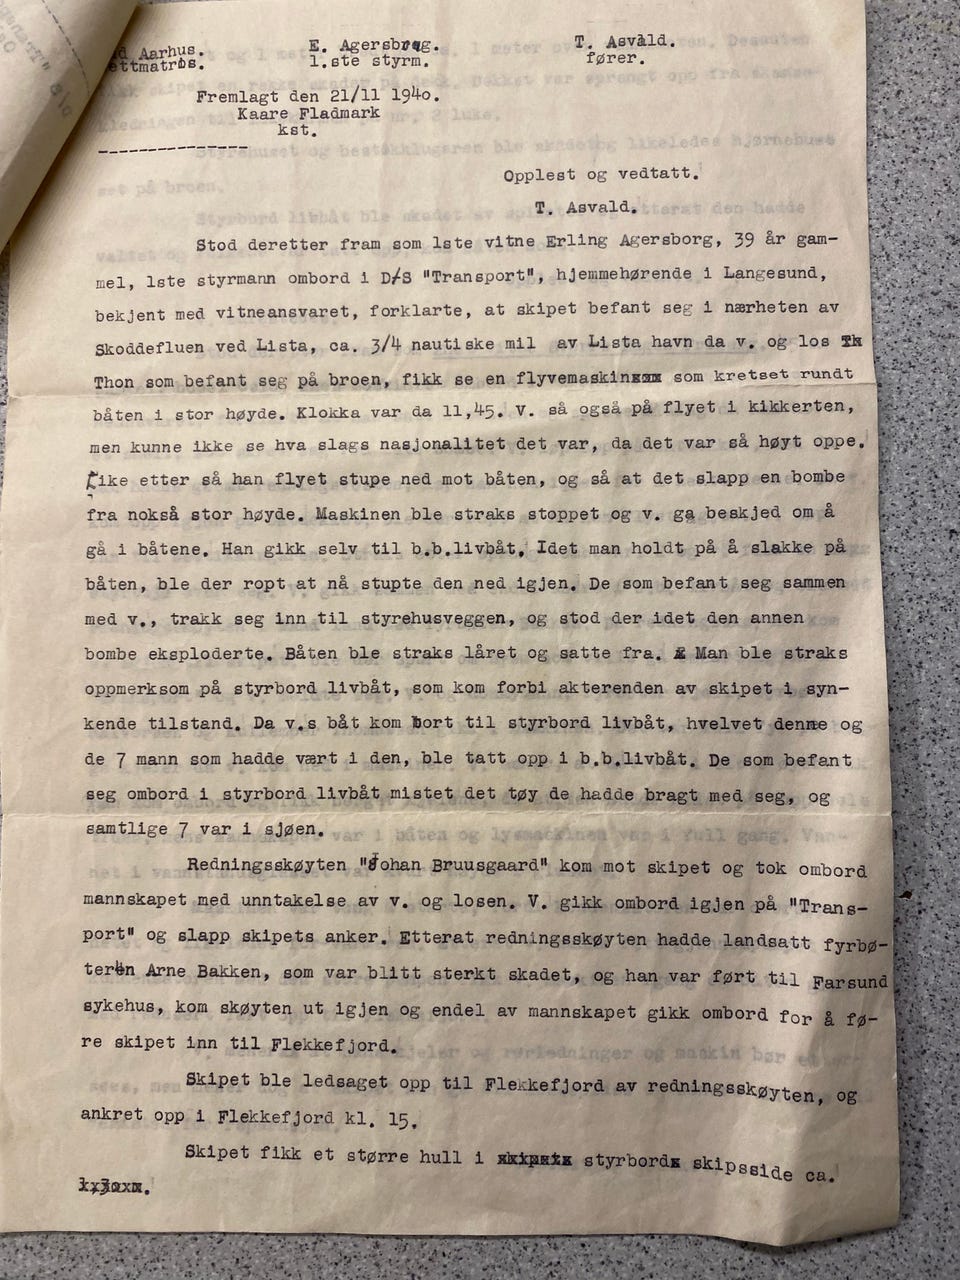 Aarhus. E. Agersbrug. T. Asvald.
ettmatros. 1.ste styrm. fører.
Fremlagt den 21/11 1940.
Kaare Fladmark
kst.
Opplest og vedtatt.
T. Asvald.
Stod deretter fram som 1ste vitne Erling Agersborg, 39 år gam-
mel, 1ste styrmann ombord i D/S "Transport", hjemmehørende i Langesund,
bekjent med vitneansvaret, forklarte, at skipet befant seg i nærheten av
Skoddefluen ved Lista, ca. 3/4 nautiske mil av Lista havn da v. og los
Thon som befant seg på broen, fikk se en flyvemaskin som kretset rundt
båten i stor høyde. Klokka var da 11,45. V. så også på flyet i kikkerten,
men kunne ikke se hva slags nasjonalitet det var, da det var så høyt oppe.
Like etter så han flyet stupe ned mot båten, og så at det slapp en bombe
fra nokså stor høyde. Maskinen ble straks stoppet og v. ga beskjed om å
gå i båtene. Han gikk selv til b.b.livbåt. Idet man holdt på å slakke på
båten, ble der ropt at nå stupte den ned igjen. De som befant seg sammen
med v., trakk seg inn til styrehusveggen, og stod der idet den annen
bombe eksploderte. Båten ble straks låret og satte fra. Man ble straks
oppmerksom på styrbord livbåt, som kom forbi akterenden av skipet i syn-
kende tilstand. Da v.s båt kom bort til styrbord livbåt, hvelvet denne og
de 7 mann som hadde vært i den, ble tatt opp i b.b.livbåt. De som befant
seg ombord i styrbord livbåt mistet det tøy de hadde bragt med seg, og
samtlige 7 var i sjøen.
Redningsskøyten "Johan Bruusgaard" kom mot skipet og tok ombord
mannskapet med unntakelse av v. og losen. V. gikk ombord igjen på "Trans-
port" og slapp skipets anker. Etterat redningsskøyten hadde landsatt fyrbø-
teren Arne Bakken, som var blitt sterkt skadet, og han var ført til Farsund
sykehus, kom skøyten ut igjen og endel av mannskapet gikk ombord for å fø-
re skipet inn til Flekkefjord.
Skipet ble ledsaget opp til Flekkefjord av redningsskøyten, og
ankret opp i Flekkefjord kl. 15.
Skipet fikk et større hull i styrbord skipsside ca.